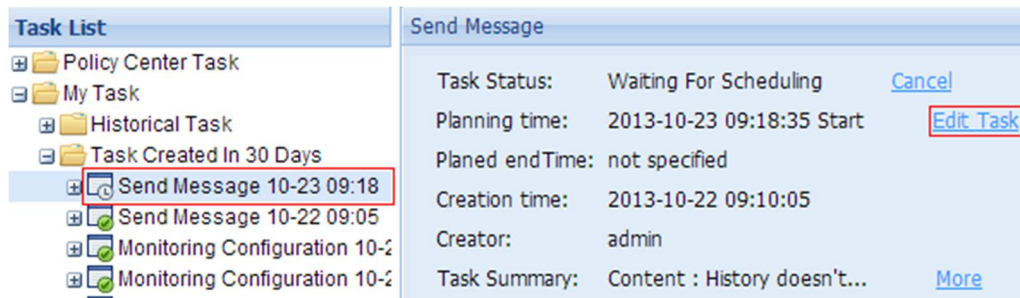 Task List
Policy Center Task
My Task
Historical Task
Task Created In 30 Days
Send Message 10-23 09:18
Send Message 10-22 09:05
Monitoring Configuration 10-2
Monitoring Configuration 10-2
Send Message
Task Status: Waiting For Scheduling Cancel
Planning time: 2013-10-23 09:18:35 Start Edit Task
Planed endTime: not specified
Creation time: 2013-10-22 09:10:05
Creator: admin
Task Summary: Content : History doesn't... More